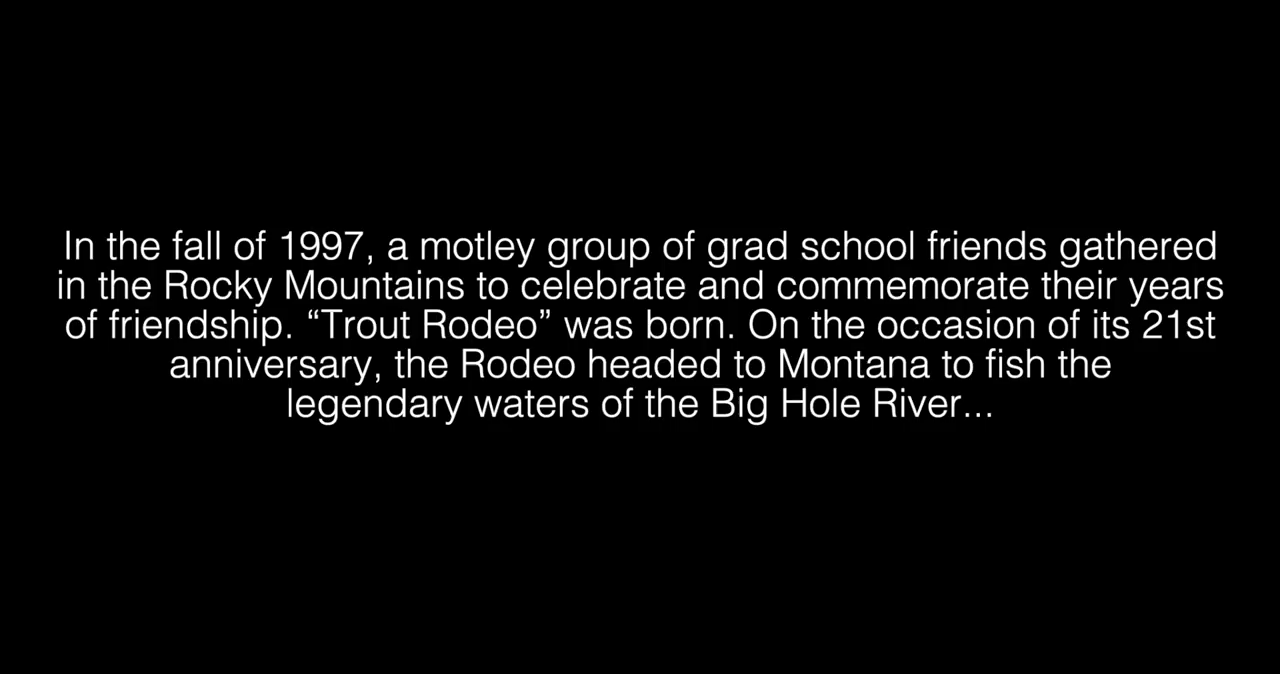 In the fall of 1997, a motley group of grad school friends gathered
in the Rocky Mountains to celebrate and commemorate their years
of friendship. “Trout Rodeo” was born. On the occasion of its 21st
anniversary, the Rodeo headed to Montana to fish the
legendary waters of the Big Hole River...